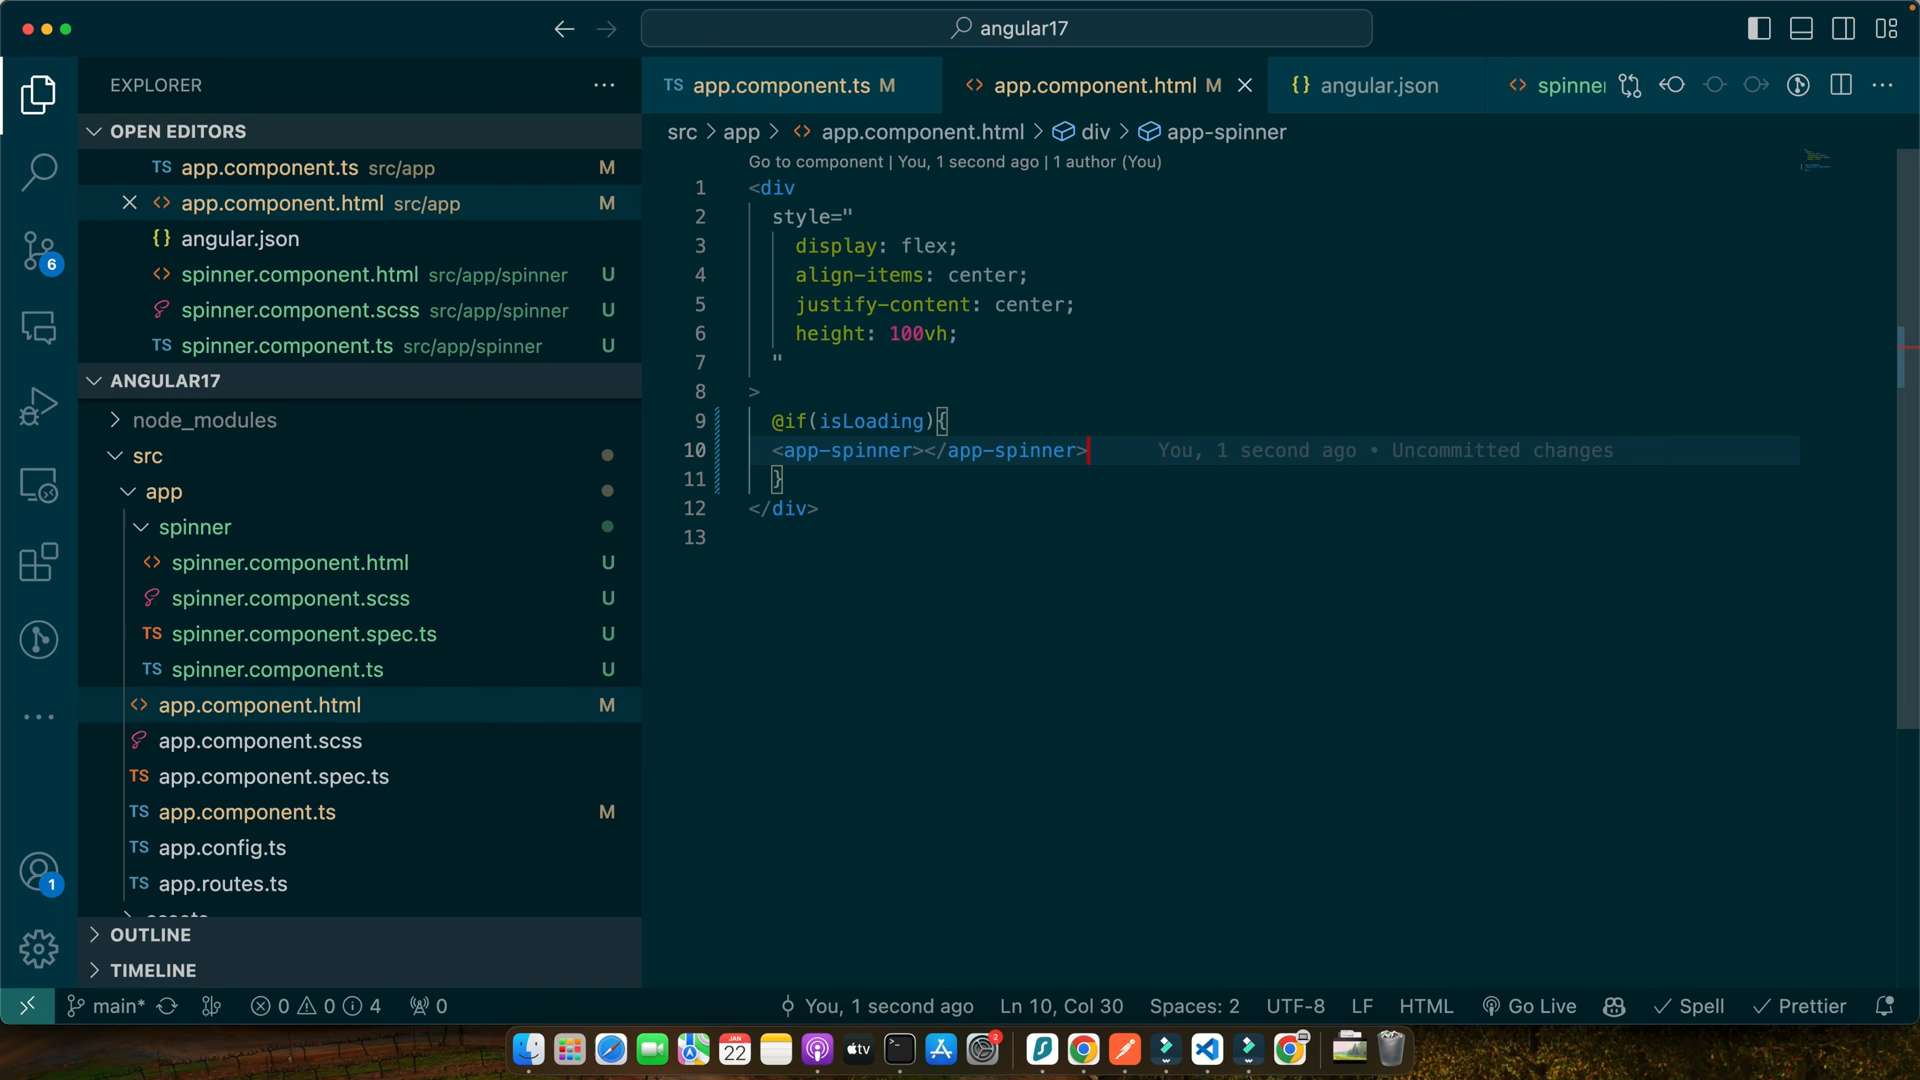 angular17
EXPLORER
OPEN EDITORS
TS app.component.ts src/app M
<> app.component.html src/app M
{} angular.json
<> spinner.component.html src/app/spinner U
spinner.component.scss src/app/spinner U
TS spinner.component.ts src/app/spinner U
ANGULAR17
node_modules
src
app
spinner
<> spinner.component.html U
spinner.component.scss U
TS spinner.component.spec.ts U
TS spinner.component.ts U
<> app.component.html M
app.component.scss
TS app.component.spec.ts
TS app.component.ts M
TS app.config.ts
TS app.routes.ts
OUTLINE
TIMELINE
6
1
TS app.component.ts M
<> app.component.html M
{} angular.json
<> spinne
src > app > <> app.component.html > div > app-spinner
Go to component | You, 1 second ago | 1 author (You)
1 <div
2 style="
3 display: flex;
4 align-items: center;
5 justify-content: center;
6 height: 100vh;
7 "
8 >
9 @if(isLoading){
10 <app-spinner></app-spinner> You, 1 second ago • Uncommitted changes
11 }
12 </div>
13
main* 0 0 4 0 You, 1 second ago Ln 10, Col 30 Spaces: 2 UTF-8 LF HTML Go Live Spell Prettier
JAN
22
tv
2